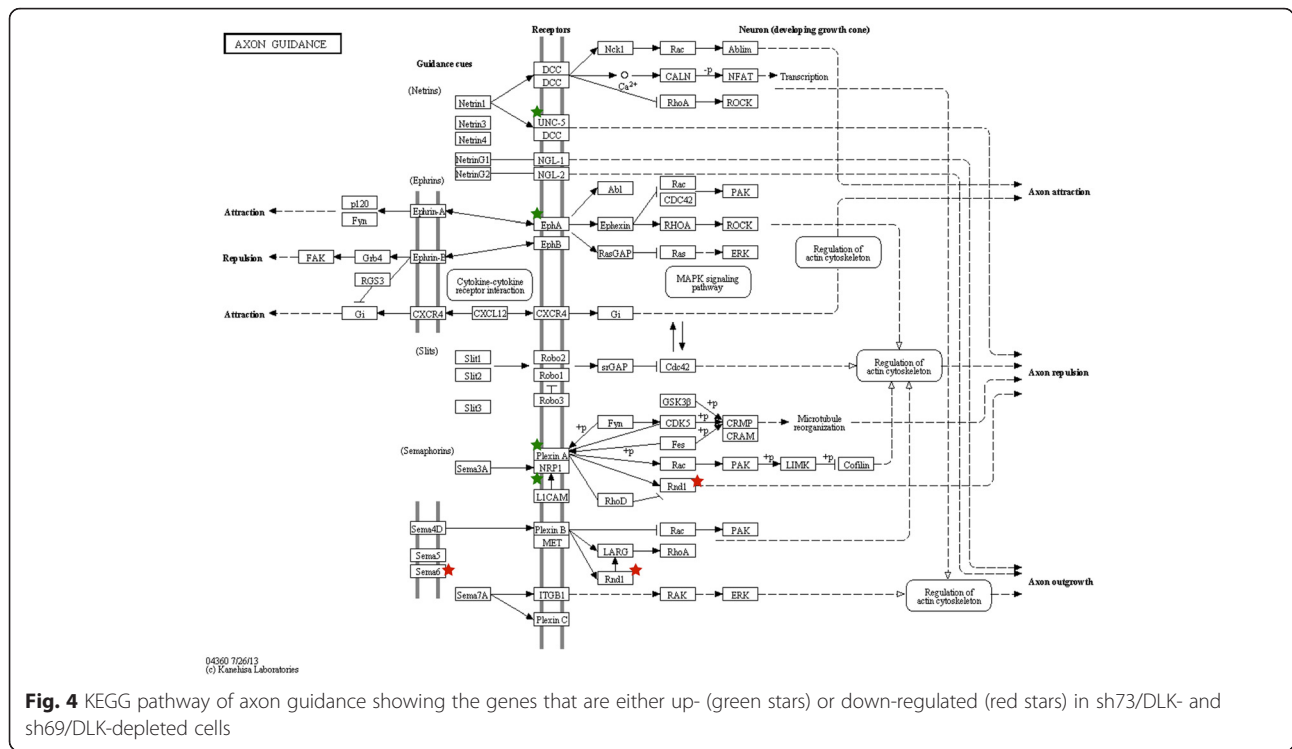 AXON GUIDANCE
Receptors
Neuron (developing growth cone)
Guidance cues
(Netrins)
Netrin1
Netrin3
Netrin4
NetrinG1
NetrinG2
DCC
DCC
UNC-5
DCC
NGL-1
NGL-2
Nck1
Rac
Ablim
Ca2+
CALN
-p
NFAT
Transcription
RhoA
ROCK
(Ephrins)
Attraction
p120
Fyn
Ephrin-A
EphA
Abl
Ephexin
Rac
CDC42
PAK
RHOA
ROCK
Axon attraction
Repulsion
FAK
Grb4
Ephrin-B
EphB
RGS3
RasGAP
Ras
ERK
Regulation of
actin cytoskeleton
Cytokine-cytokine
receptor interaction
MAPK signaling
pathway
Attraction
Gi
CXCR4
CXCL12
CXCR4
Gi
(Slits)
Slit1
Slit2
Slit3
Robo2
Robo1
Robo3
srGAP
Cdc42
Regulation of
actin cytoskeleton
Axon repulsion
(Semaphorins)
Sema3A
Plexin A
NRP1
L1CAM
+p
Fyn
GSK3β
+p
CDK5
+p
CRMP
CRAM
Microtubule
reorganization
Fes
+p
+p
Rac
PAK
+p
LIMK
+p
Cofilin
Rnd1
RhoD
Sema4D
Sema5
Sema6
Plexin B
MET
Rac
PAK
LARG
RhoA
Rnd1
Sema7A
ITGB1
Plexin C
RAK
ERK
Regulation of
actin cytoskeleton
Axon outgrowth
04360 7/26/13
(c) Kanehisa Laboratories
Fig. 4 KEGG pathway of axon guidance showing the genes that are either up- (green stars) or down-regulated (red stars) in sh73/DLK- and
sh69/DLK-depleted cells